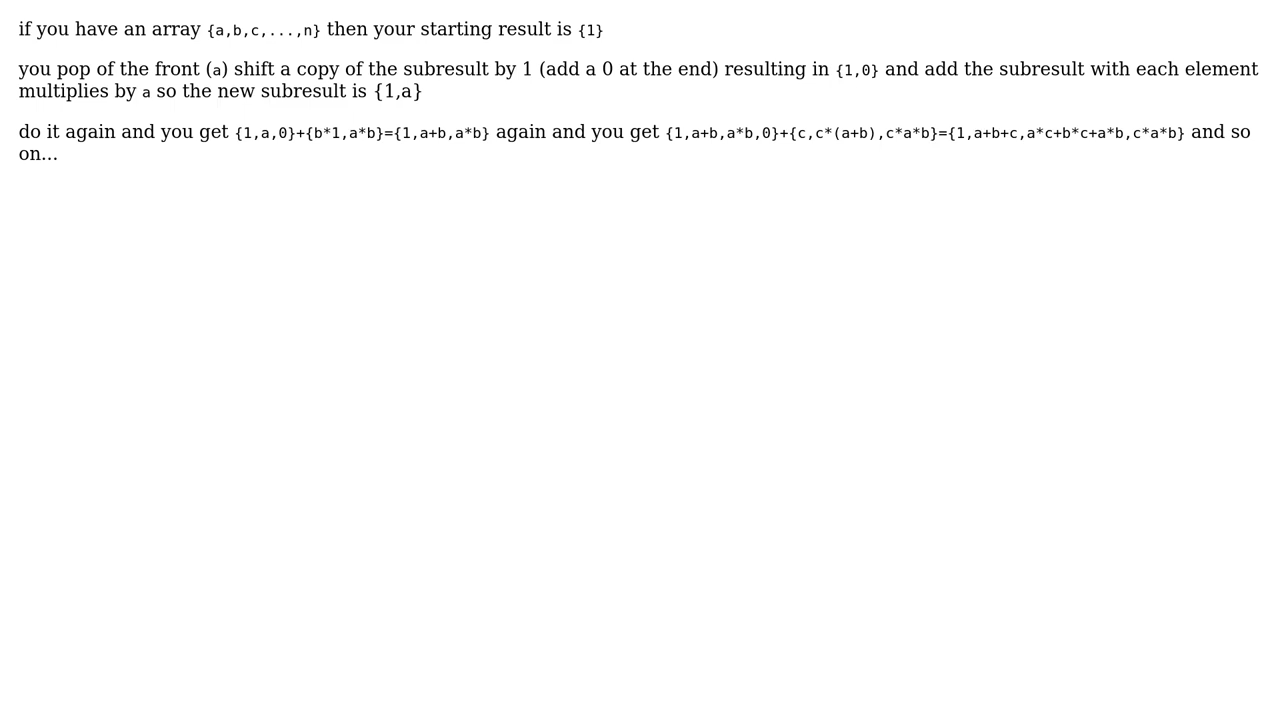 if you have an array {a,b,c,...,n} then your starting result is {1}
you pop of the front (a) shift a copy of the subresult by 1 (add a 0 at the end) resulting in {1,0} and add the subresult with each element
multiplies by a so the new subresult is {1,a}
do it again and you get {1,a,0}+{b*1,a*b}={1,a+b,a*b} again and you get {1,a+b,a*b,0}+{c,c*(a+b),c*a*b}={1,a+b+c,a*c+b*c+a*b,c*a*b} and so
on...